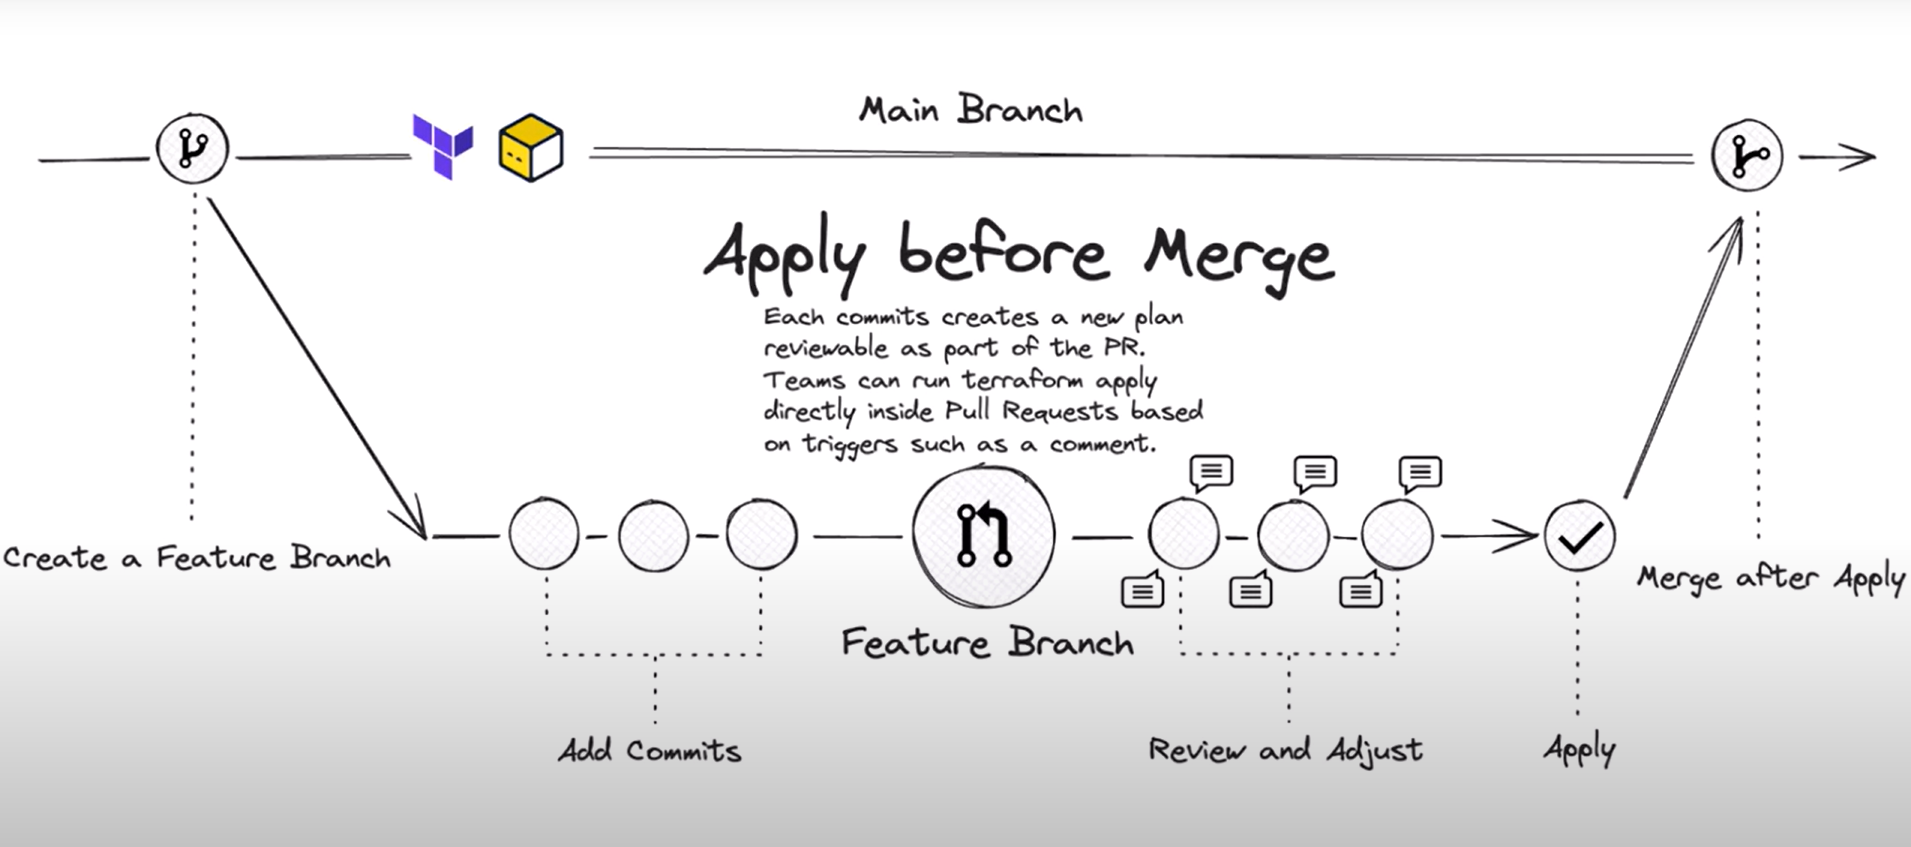 Main Branch
Apply before Merge
Each commits creates a new plan
reviewable as part of the PR.
Teams can run terraform apply
directly inside Pull Requests based
on triggers such as a comment.
Create a Feature Branch
Merge after Apply
Feature Branch
Add Commits
Review and Adjust
Apply